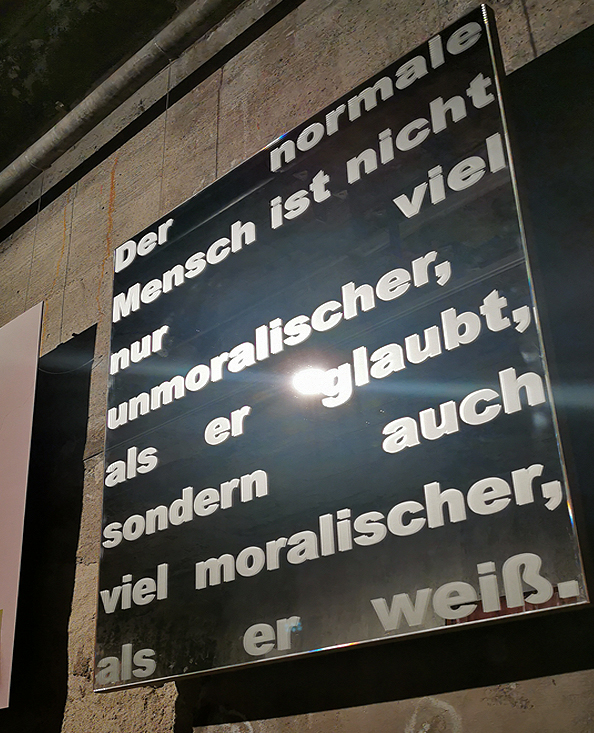 Der normale
Mensch ist nicht
nur viel
unmoralischer,
als er glaubt,
sondern auch
viel moralischer,
als er weiß.